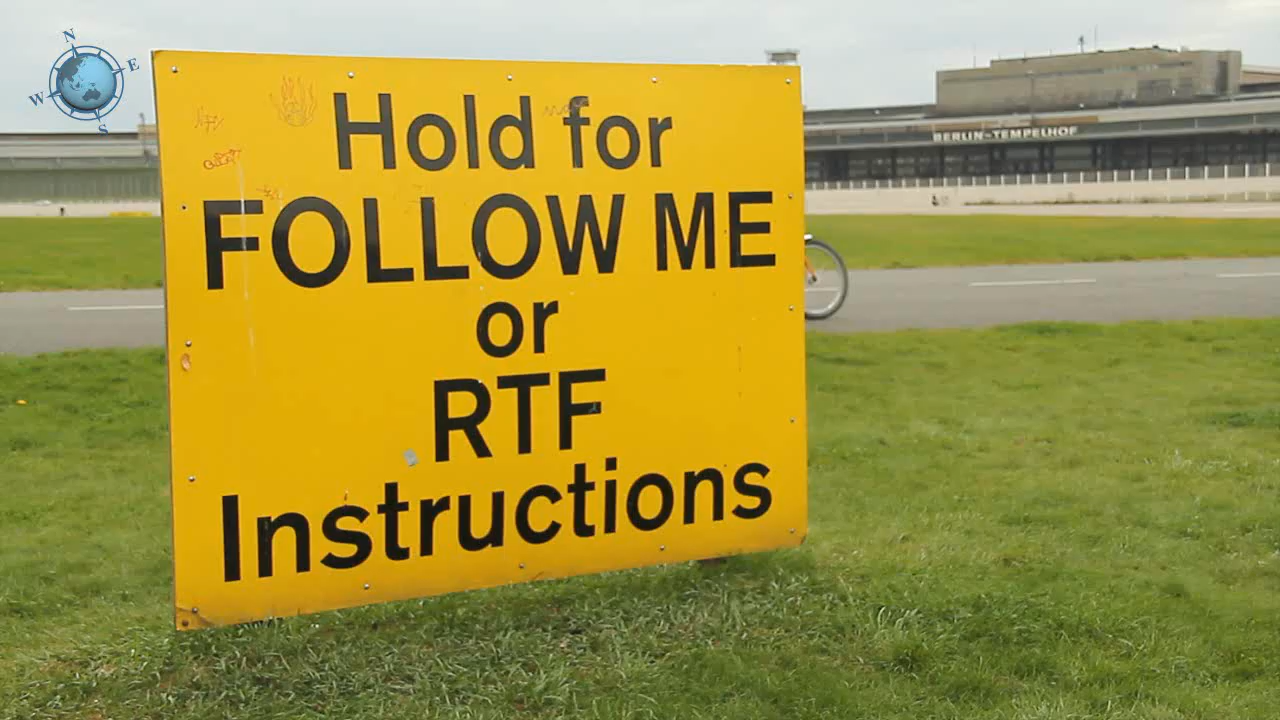 N
E
W
S
Hold for
FOLLOW ME
or
RTF
Instructions
BERLIN-TEMPELHOF